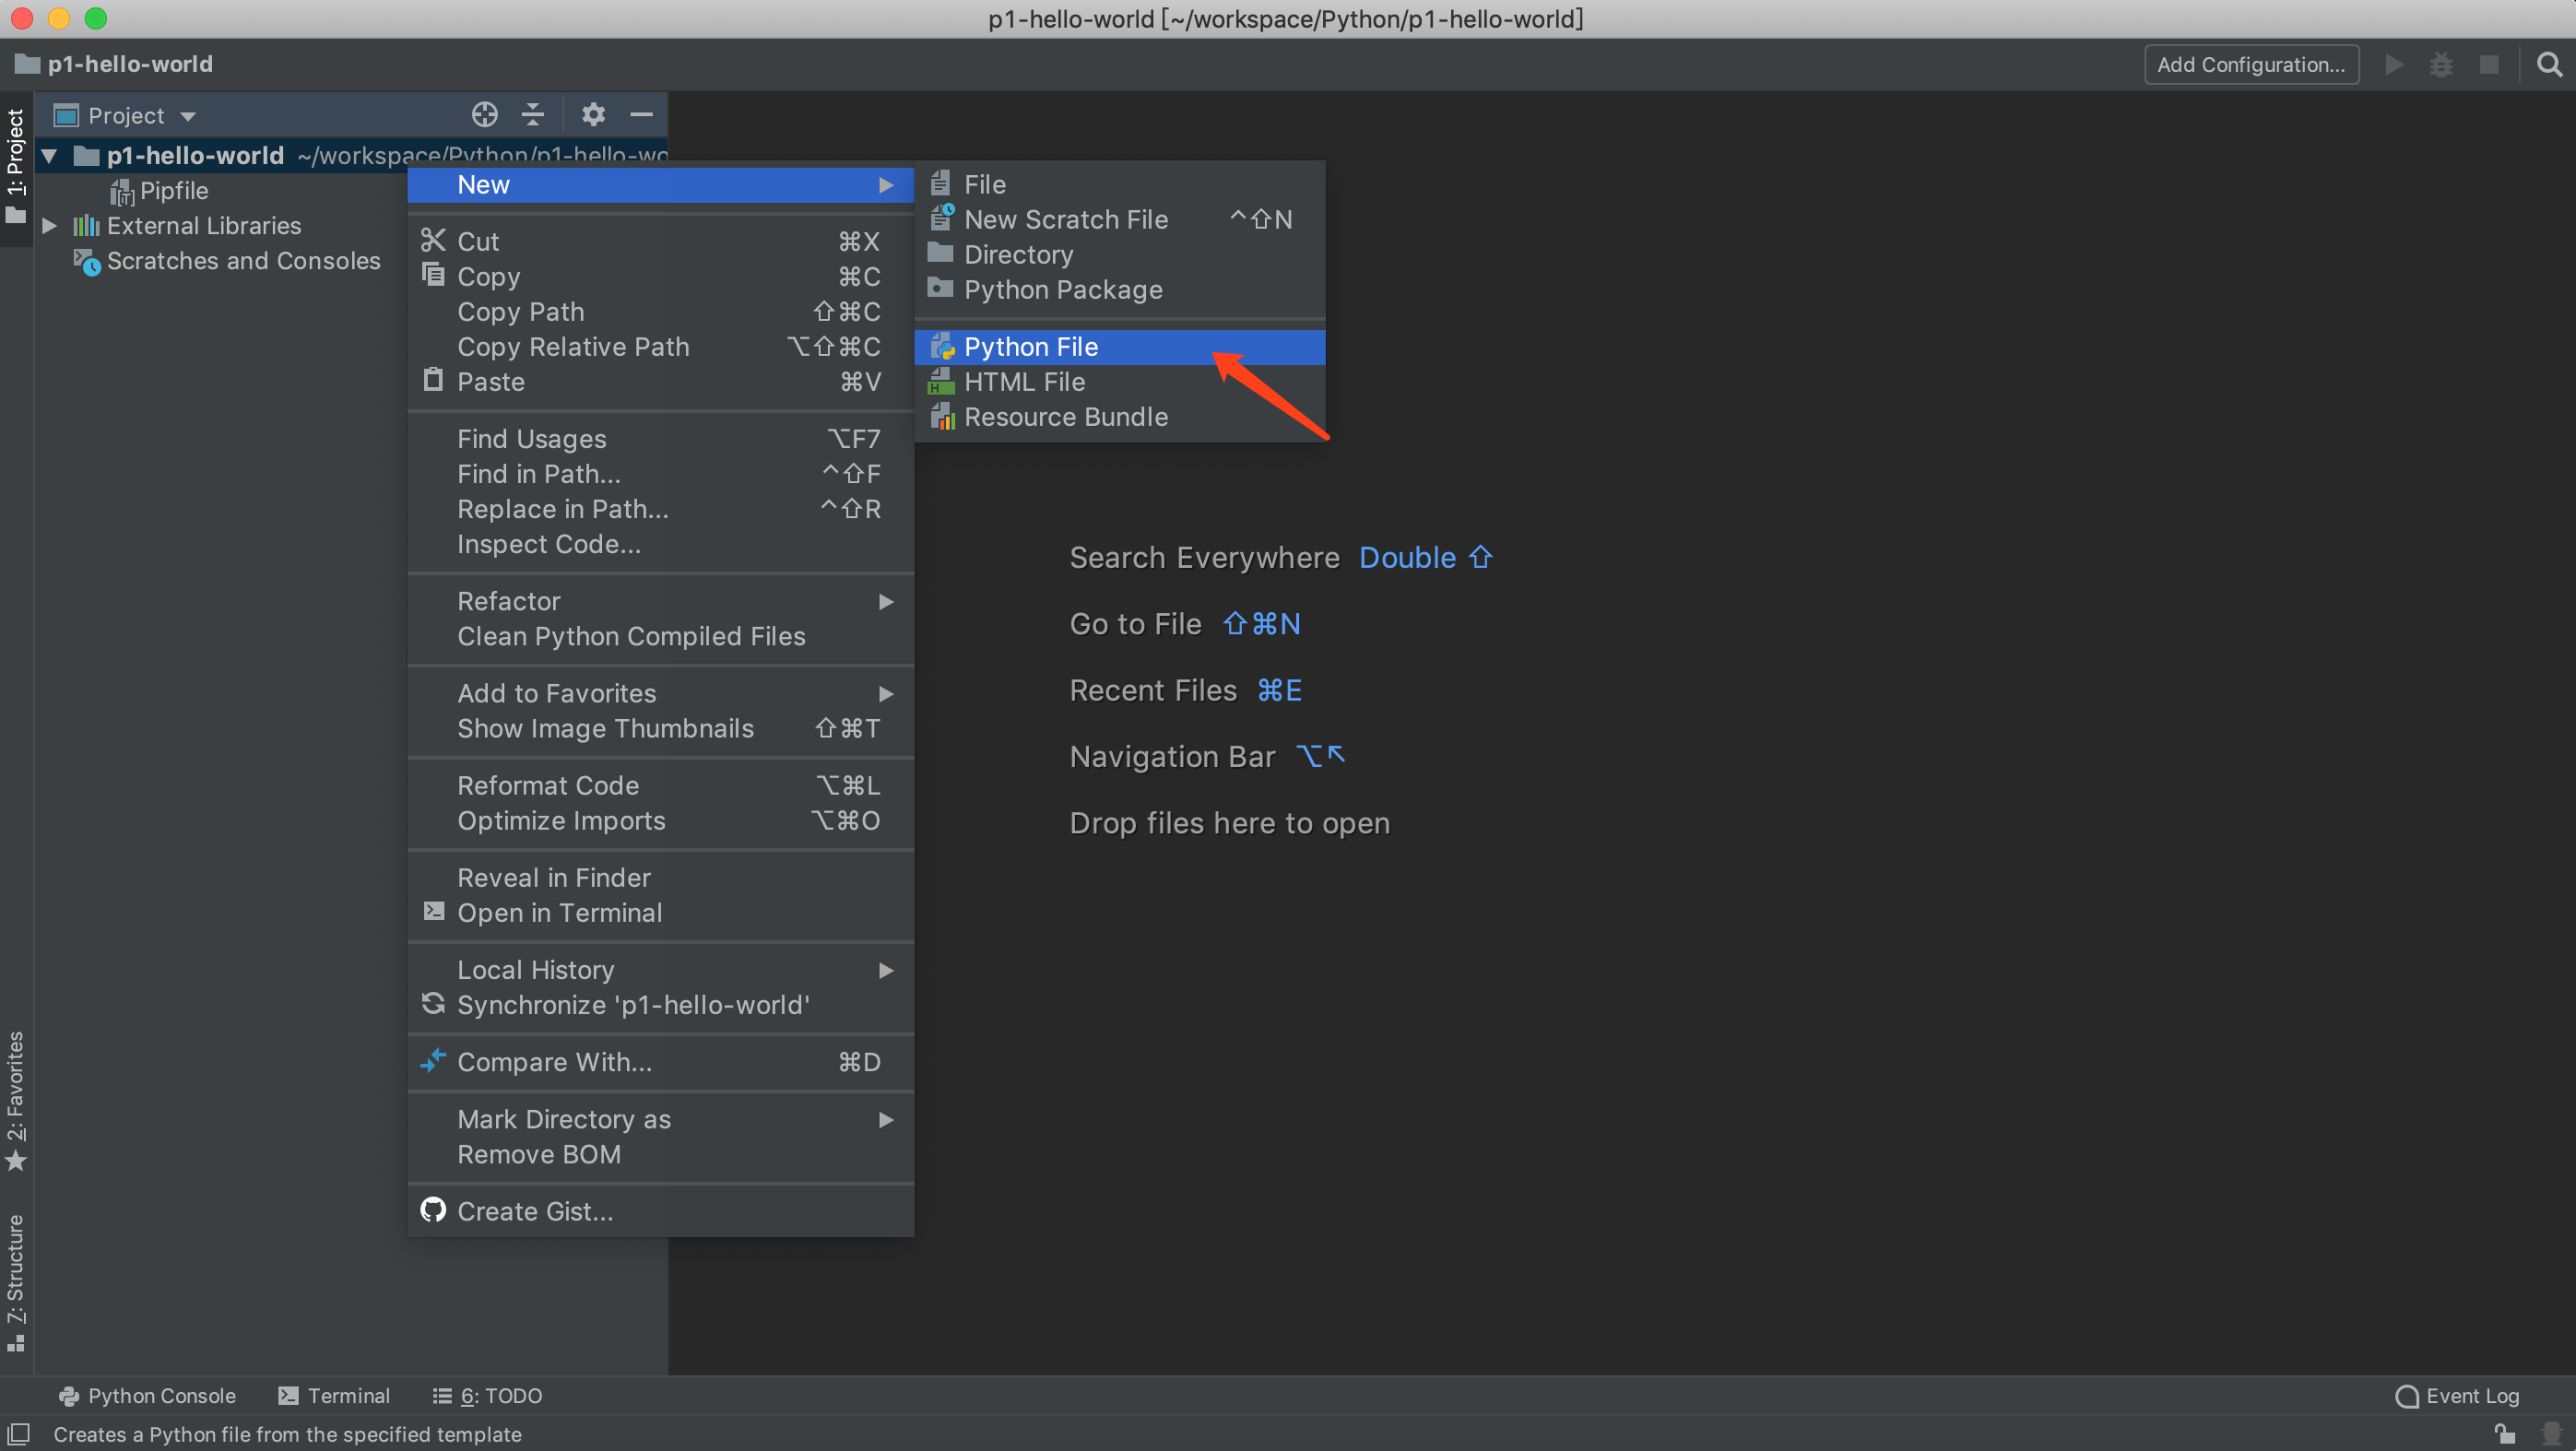 p1-hello-world [~/workspace/Python/p1-hello-world]
p1-hello-world
Add Configuration...
1: Project
Project
p1-hello-world ~/workspace/Python/p1-hello-wo
Pipfile
External Libraries
Scratches and Consoles
New
Cut ⌘X
Copy ⌘C
Copy Path ⇧⌘C
Copy Relative Path ⌥⇧⌘C
Paste ⌘V
Find Usages ⌥F7
Find in Path... ^⇧F
Replace in Path... ^⇧R
Inspect Code...
Refactor
Clean Python Compiled Files
Add to Favorites
Show Image Thumbnails ⇧⌘T
Reformat Code ⌥⌘L
Optimize Imports ⌥⌘O
Reveal in Finder
Open in Terminal
Local History
Synchronize 'p1-hello-world'
Compare With... ⌘D
Mark Directory as
Remove BOM
Create Gist...
File
New Scratch File ^⇧N
Directory
Python Package
Python File
HTML File
Resource Bundle
Search Everywhere Double ⇧
Go to File ⇧⌘N
Recent Files ⌘E
Navigation Bar ⌥↖
Drop files here to open
2: Favorites
7: Structure
Python Console
Terminal
6: TODO
Event Log
Creates a Python file from the specified template